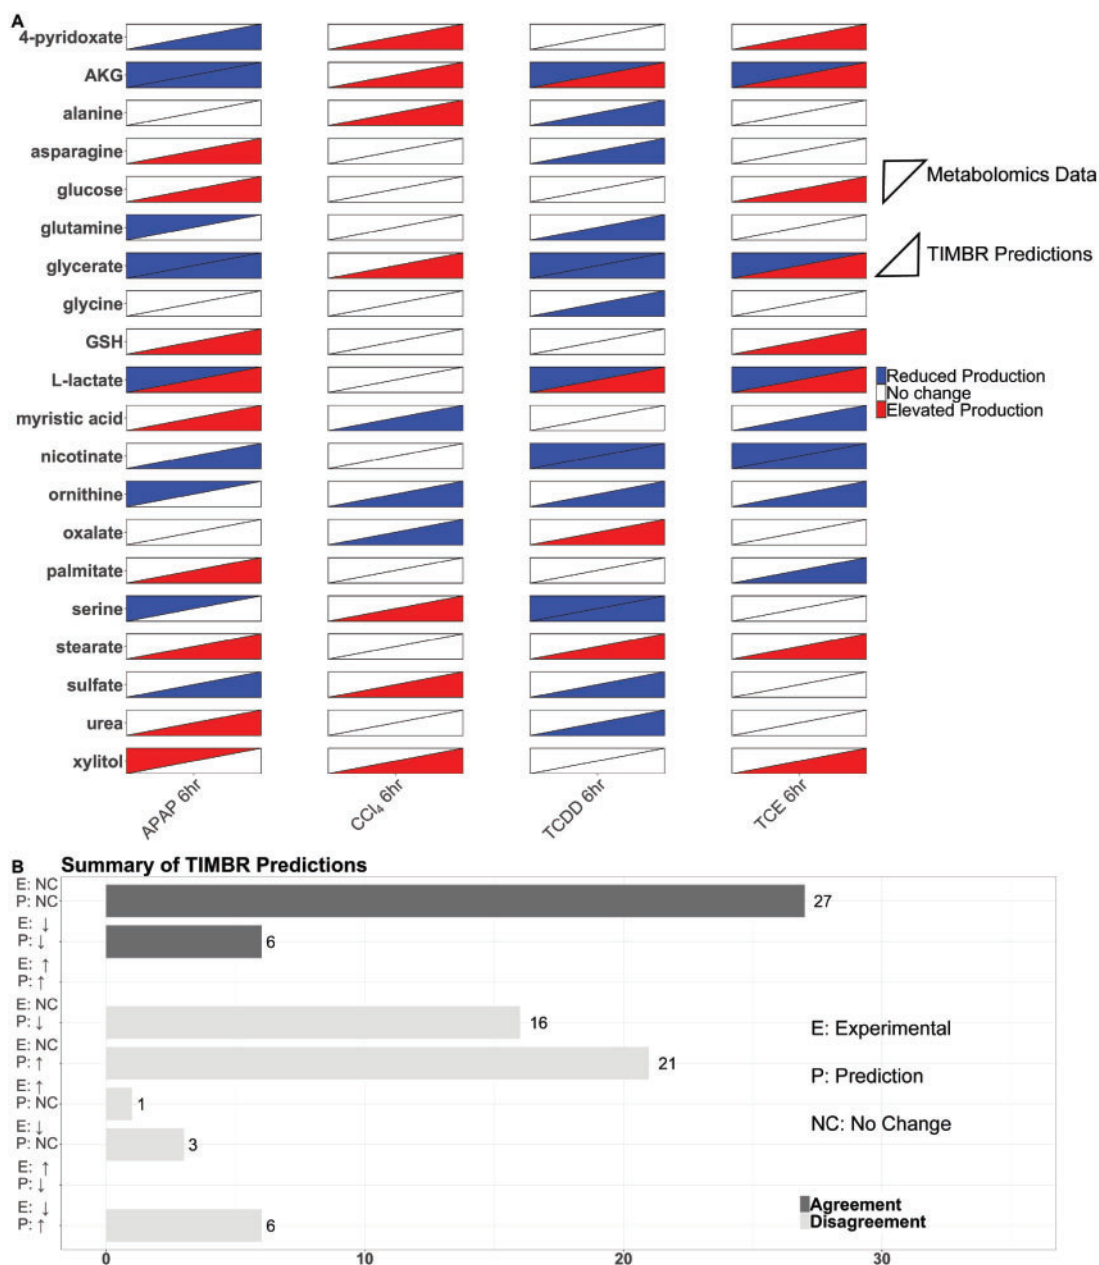 A
4-pyridoxate
AKG
alanine
asparagine
glucose
glutamine
glycerate
glycine
GSH
L-lactate
myristic acid
nicotinate
ornithine
oxalate
palmitate
serine
stearate
sulfate
urea
xylitol
APAP 6hr
CCl₄ 6hr
TCDD 6hr
TCE 6hr
Metabolomics Data
TIMBR Predictions
Reduced Production
No change
Elevated Production
B Summary of TIMBR Predictions
E: NC
P: NC
27
E: ↓
P: ↓
6
E: ↑
P: ↑
E: NC
P: ↓
16
E: NC
P: ↑
21
E: ↑
P: NC
1
E: ↓
P: NC
3
E: ↑
P: ↓
E: ↓
P: ↑
6
E: Experimental
P: Prediction
NC: No Change
Agreement
Disagreement
0 10 20 30